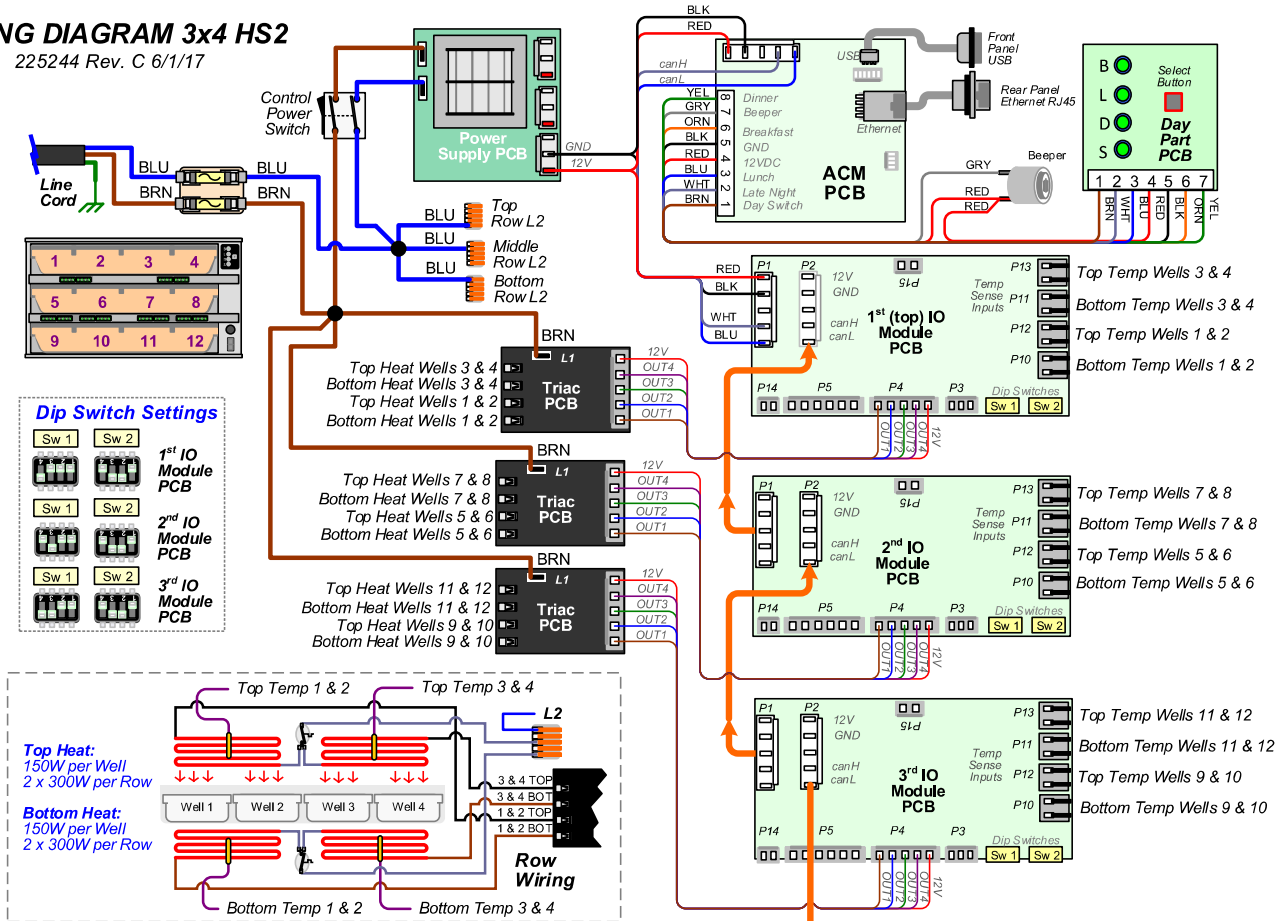 NG DIAGRAM 3x4 HS2
225244 Rev. C 6/1/17
Control
Power
Switch
Line
Cord
BLU
BRN
BLU
BRN
Power
Supply PCB
GND
12V
BLU
Top
Row L2
BLU
Middle
Row L2
BLU
Bottom
Row L2
BLK
RED
canH
canL
USB
Front
Panel
USB
Ethernet
Rear Panel
Ethernet RJ45
YEL 8 Dinner
GRY 7 Beeper
ORN 6 Breakfast
BLK 5 GND
RED 4 12VDC
BLU 3 Lunch
WHT 2 Late Night
BRN 1 Day Switch
ACM
PCB
GRY
RED
RED
Beeper
B
L
D
S
Select
Button
Day
Part
PCB
1 2 3 4 5 6 7
BRN
WHT
BLU
RED
BLK
ORN
YEL
1 2 3 4
5 6 7 8
9 10 11 12
Dip Switch Settings
Sw 1 Sw 2
1st IO
Module
PCB
Sw 1 Sw 2
2nd IO
Module
PCB
Sw 1 Sw 2
3rd IO
Module
PCB
BRN
L1
Triac
PCB
Top Heat Wells 3 & 4
Bottom Heat Wells 3 & 4
Top Heat Wells 1 & 2
Bottom Heat Wells 1 & 2
12V
OUT4
OUT3
OUT2
OUT1
BRN
L1
Triac
PCB
Top Heat Wells 7 & 8
Bottom Heat Wells 7 & 8
Top Heat Wells 5 & 6
Bottom Heat Wells 5 & 6
12V
OUT4
OUT3
OUT2
OUT1
BRN
L1
Triac
PCB
Top Heat Wells 11 & 12
Bottom Heat Wells 11 & 12
Top Heat Wells 9 & 10
Bottom Heat Wells 9 & 10
12V
OUT4
OUT3
OUT2
OUT1
RED
BLK
WHT
BLU
P1 P2
12V
GND
canH
canL
P15
1st (top) IO
Module
PCB
Temp
Sense
Inputs
P13 Top Temp Wells 3 & 4
P11 Bottom Temp Wells 3 & 4
P12 Top Temp Wells 1 & 2
P10 Bottom Temp Wells 1 & 2
P14 P5 P4 P3
Dip Switches
Sw 1 Sw 2
OUT1
OUT2
OUT3
OUT4
12V
P1 P2
12V
GND
canH
canL
P15
2nd IO
Module
PCB
Temp
Sense
Inputs
P13 Top Temp Wells 7 & 8
P11 Bottom Temp Wells 7 & 8
P12 Top Temp Wells 5 & 6
P10 Bottom Temp Wells 5 & 6
P14 P5 P4 P3
Dip Switches
Sw 1 Sw 2
OUT1
OUT2
OUT3
OUT4
12V
P1 P2
12V
GND
canH
canL
P15
3rd IO
Module
PCB
Temp
Sense
Inputs
P13 Top Temp Wells 11 & 12
P11 Bottom Temp Wells 11 & 12
P12 Top Temp Wells 9 & 10
P10 Bottom Temp Wells 9 & 10
P14 P5 P4 P3
Dip Switches
Sw 1 Sw 2
OUT1
OUT2
OUT3
OUT4
12V
Top Temp 1 & 2
Top Temp 3 & 4
L2
Top Heat:
150W per Well
2 x 300W per Row
Bottom Heat:
150W per Well
2 x 300W per Row
Well 1 Well 2 Well 3 Well 4
3 & 4 TOP
3 & 4 BOT
1 & 2 TOP
1 & 2 BOT
Row
Wiring
Bottom Temp 1 & 2
Bottom Temp 3 & 4